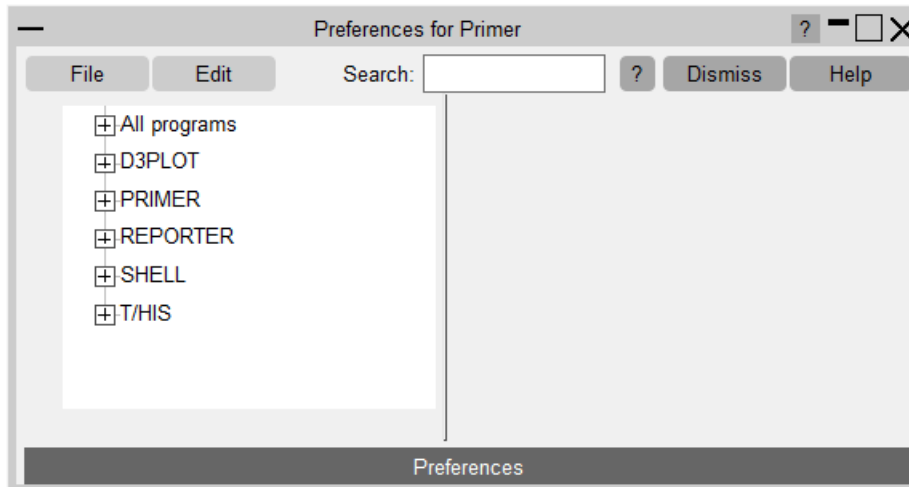 Preferences for Primer ?
File Edit Search: ? Dismiss Help
All programs
D3PLOT
PRIMER
REPORTER
SHELL
T/HIS
Preferences